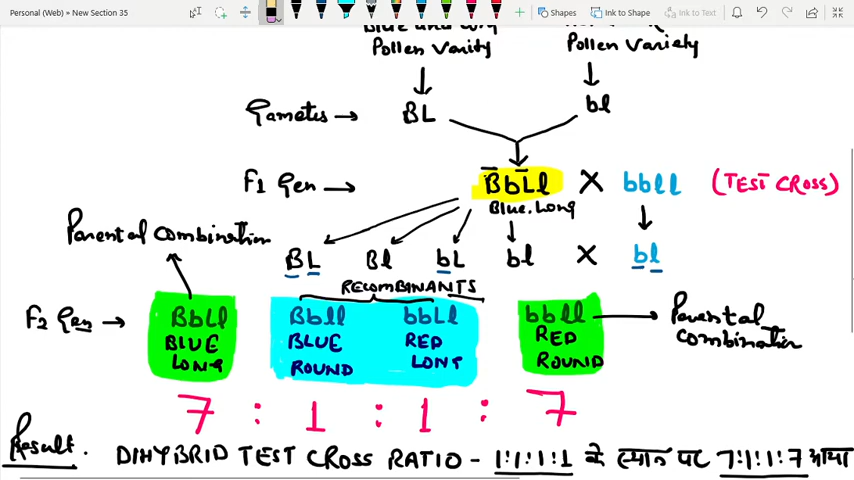 Personal (Web) » New Section 35
Shapes
Ink to Shape
Ink to Text
Pollen Varity
Pollen Variety
Gametes → BL bl
F1 Gen → BbLl X bbll (TEST CROSS)
Blue, Long
Parental Combination
BL Bl bL bl X bl
RECOMBINANTS
F2 Gen → BbLl Bbll bbLl bbll → Parental combination
BLUE BLUE RED RED
LONG ROUND LONG ROUND
7 : 1 : 1 : 7
Result. DIHYBRID TEST CROSS RATIO - 1:1:1:1 के स्थान पर 7:1:1:7 आया